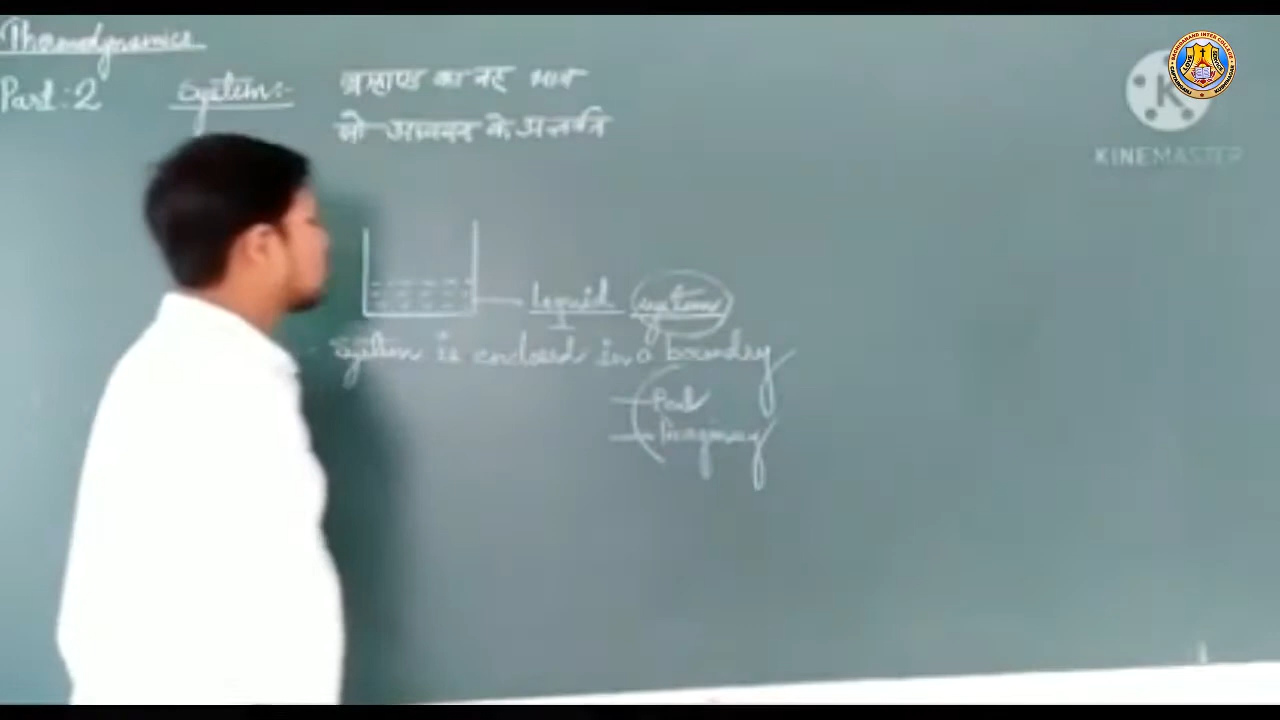 Thermodynamics
Part: 2
System:-
ब्रह्माण्ड का वह भाग
जो अध्ययन के अन्तर्गत
Liquid system
System is enclosed in a boundry
Real
Imaginary
KINEMASTER